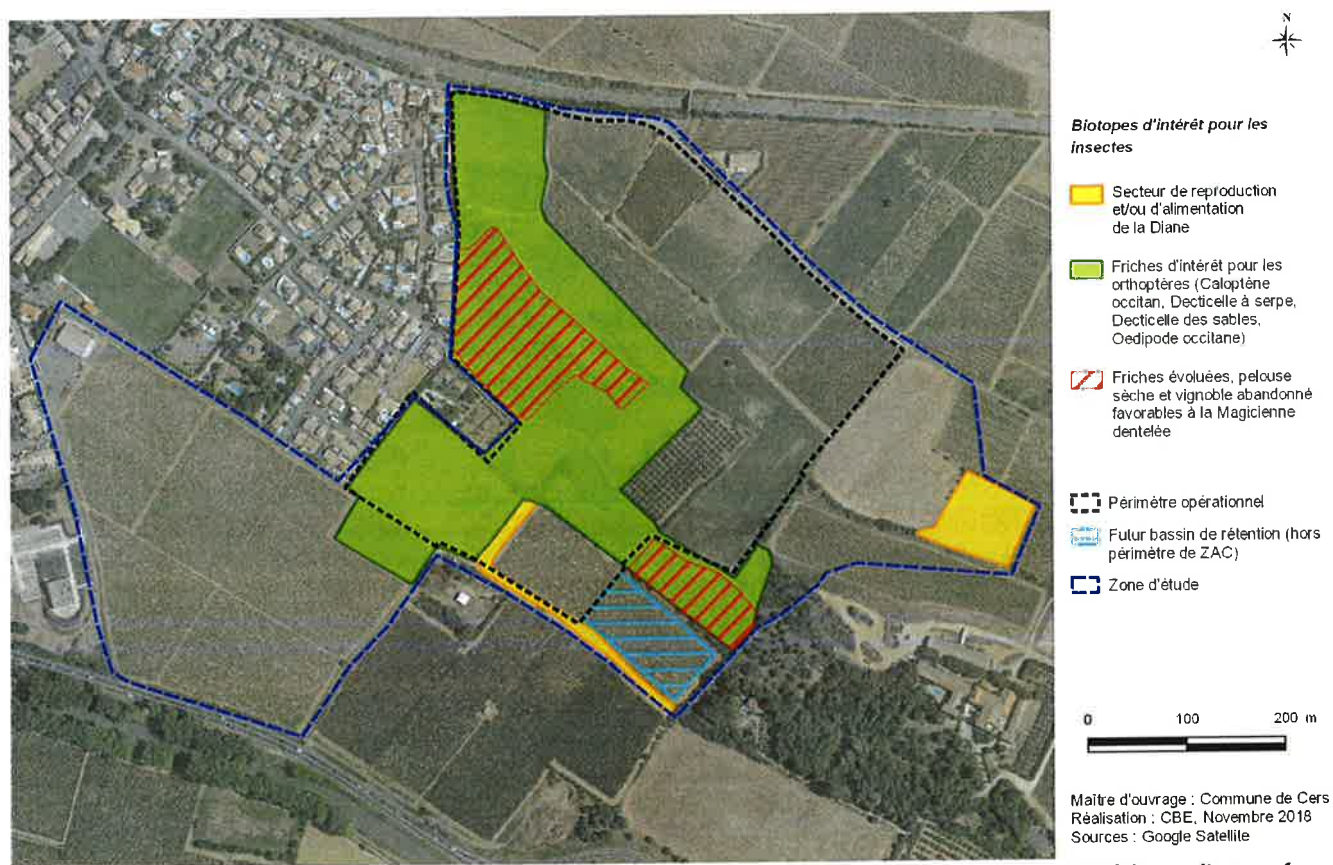 N
Biotopes d'intérêt pour les
insectes
Secteur de reproduction
et/ou d'alimentation
de la Diane
Friches d'intérêt pour les
orthoptères (Caloptène
occitan, Decticelle à serpe,
Decticelle des sables,
Oedipode occitane)
Friches évoluées, pelouse
sèche et vignoble abandonné
favorables à la Magicienne
dentelée
Périmètre opérationnel
Futur bassin de rétention (hors
périmètre de ZAC)
Zone d'étude
0 100 200 m
Maître d'ouvrage : Commune de Cers
Réalisation : CBE, Novembre 2018
Sources : Google Satellite